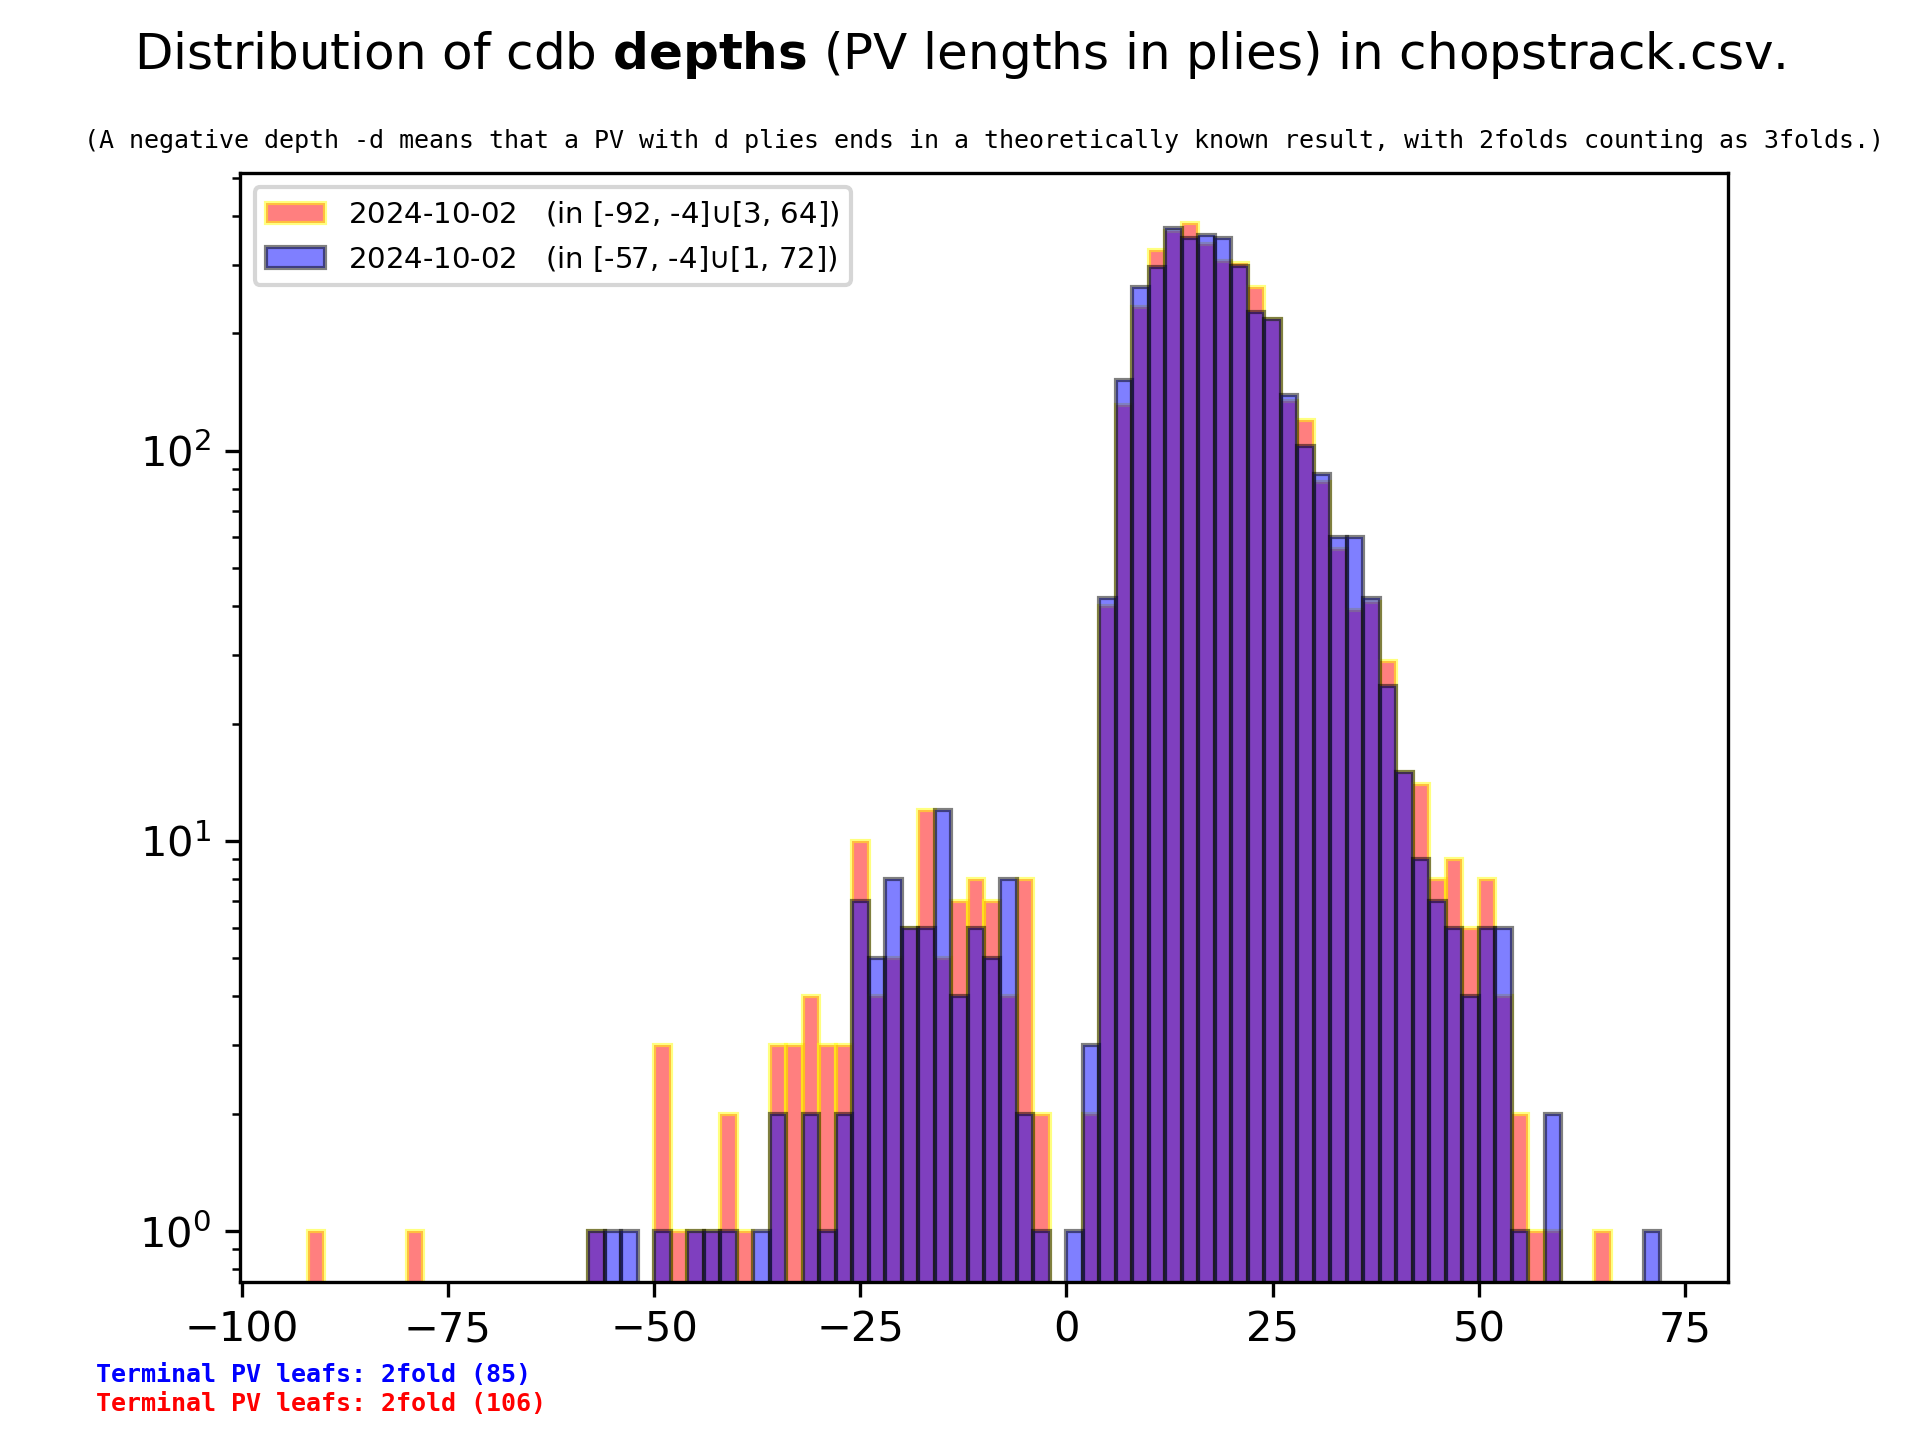 Distribution of cdb depths (PV lengths in plies) in chopstrack.csv.
(A negative depth -d means that a PV with d plies ends in a theoretically known result, with 2folds counting as 3folds.)
2024-10-02 (in [-92, -4]∪[3, 64])
2024-10-02 (in [-57, -4]∪[1, 72])
10²
10¹
10⁰
−100 −75 −50 −25 0 25 50 75
Terminal PV leafs: 2fold (85)
Terminal PV leafs: 2fold (106)